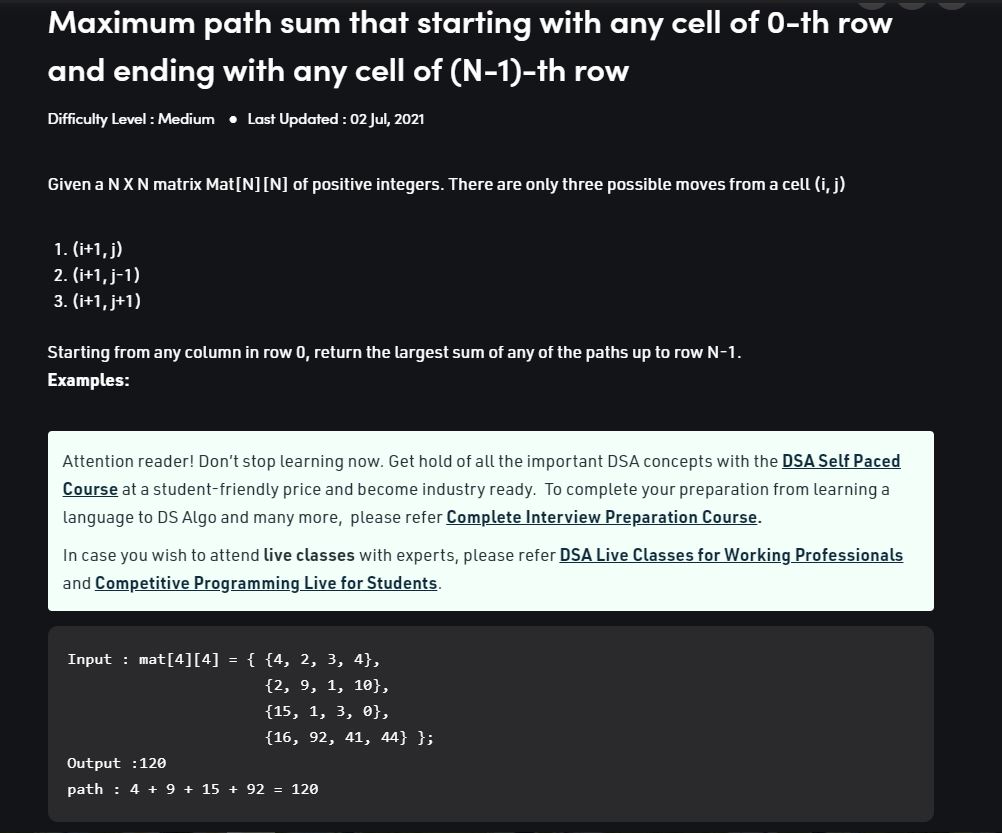 Maximum path sum that starting with any cell of 0-th row
and ending with any cell of (N-1)-th row
Difficulty Level : Medium ● Last Updated : 02 Jul, 2021
Given a N X N matrix Mat[N][N] of positive integers. There are only three possible moves from a cell (i, j)
1. (i+1, j)
2. (i+1, j-1)
3. (i+1, j+1)
Starting from any column in row 0, return the largest sum of any of the paths up to row N-1.
Examples:
Attention reader! Don't stop learning now. Get hold of all the important DSA concepts with the DSA Self Paced
Course at a student-friendly price and become industry ready. To complete your preparation from learning a
language to DS Algo and many more, please refer Complete Interview Preparation Course.
In case you wish to attend live classes with experts, please refer DSA Live Classes for Working Professionals
and Competitive Programming Live for Students.
Input : mat[4][4] = { {4, 2, 3, 4},
{2, 9, 1, 10},
{15, 1, 3, 0},
{16, 92, 41, 44} };
Output :120
path : 4 + 9 + 15 + 92 = 120